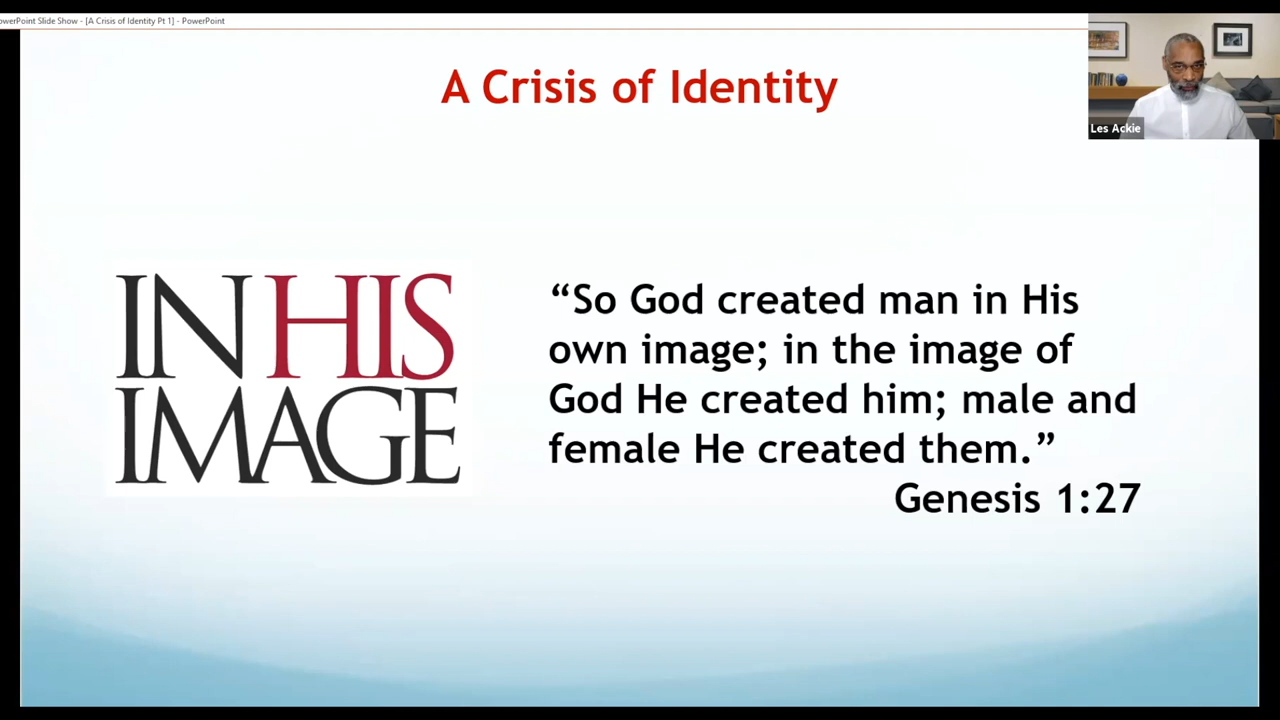 owerPoint Slide Show - [A Crisis of Identity Pt 1] - PowerPoint
A Crisis of Identity
Les Ackie
IN HIS
IMAGE
“So God created man in His
own image; in the image of
God He created him; male and
female He created them.”
Genesis 1:27